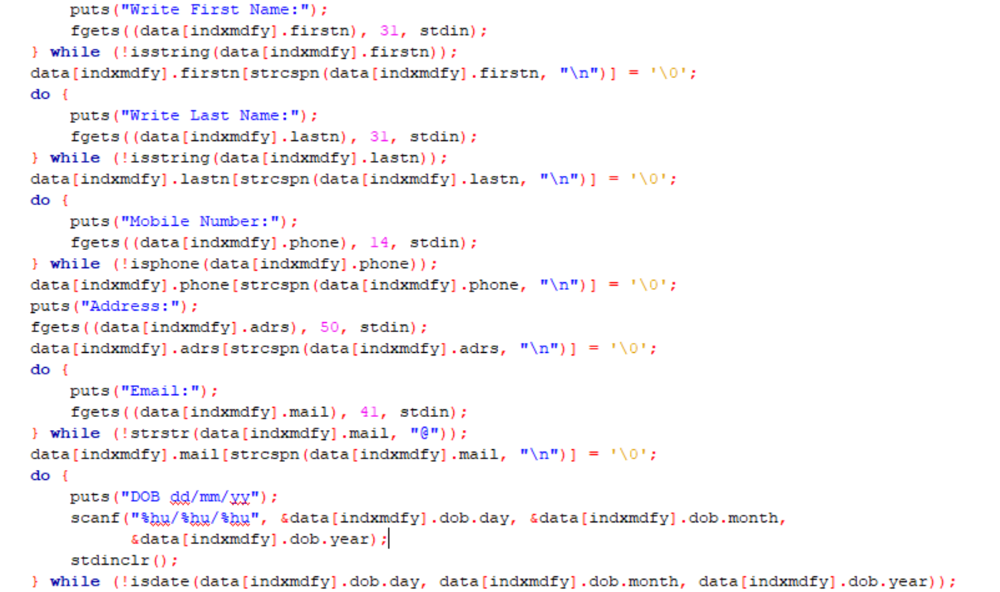 puts("Write First Name:");
fgets((data[indxmdfy].firstn), 31, stdin);
} while (!isstring(data[indxmdfy].firstn));
data[indxmdfy].firstn[strcspn(data[indxmdfy].firstn, "\n")] = '\0';
do {
puts("Write Last Name:");
fgets((data[indxmdfy].lastn), 31, stdin);
} while (!isstring(data[indxmdfy].lastn));
data[indxmdfy].lastn[strcspn(data[indxmdfy].lastn, "\n")] = '\0';
do {
puts("Mobile Number:");
fgets((data[indxmdfy].phone), 14, stdin);
} while (!isphone(data[indxmdfy].phone));
data[indxmdfy].phone[strcspn(data[indxmdfy].phone, "\n")] = '\0';
puts("Address:");
fgets((data[indxmdfy].adrs), 50, stdin);
data[indxmdfy].adrs[strcspn(data[indxmdfy].adrs, "\n")] = '\0';
do {
puts("Email:");
fgets((data[indxmdfy].mail), 41, stdin);
} while (!strstr(data[indxmdfy].mail, "@"));
data[indxmdfy].mail[strcspn(data[indxmdfy].mail, "\n")] = '\0';
do {
puts("DOB dd/mm/yy");
scanf("%hu/%hu/%hu", &data[indxmdfy].dob.day, &data[indxmdfy].dob.month,
&data[indxmdfy].dob.year);
stdinclr();
} while (!isdate(data[indxmdfy].dob.day, data[indxmdfy].dob.month, data[indxmdfy].dob.year));